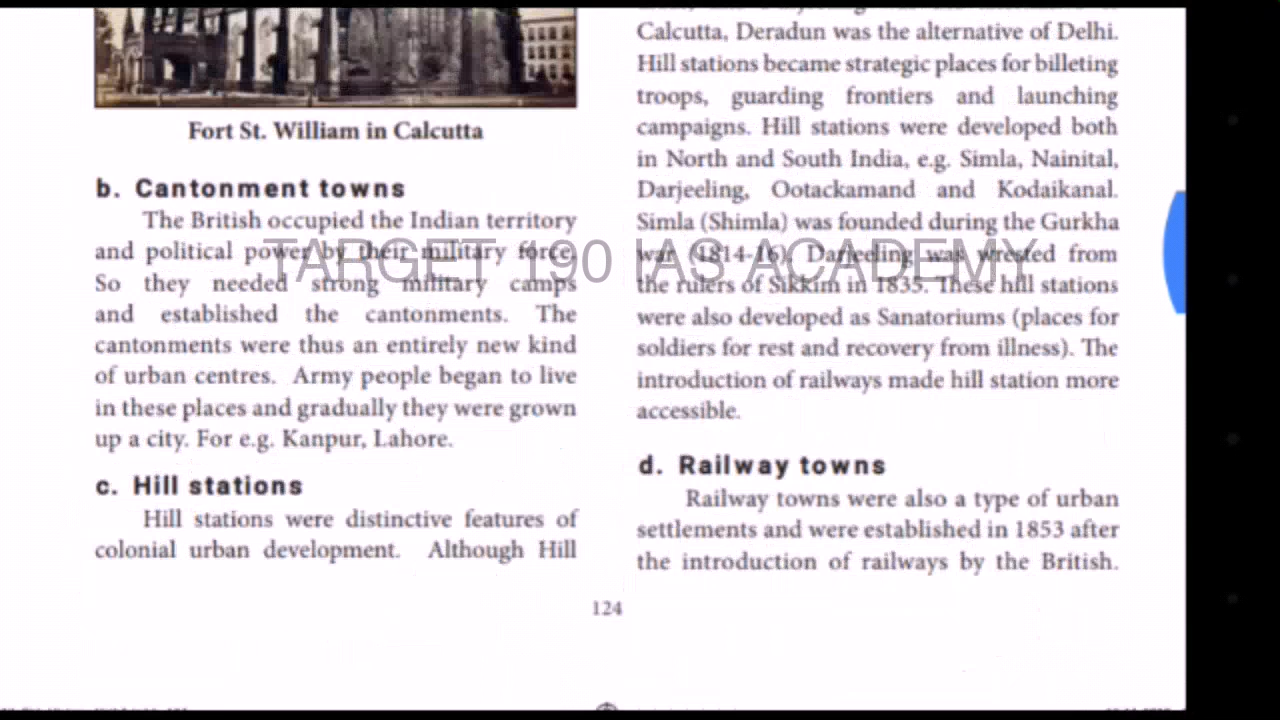 Fort St. William in Calcutta
b. Cantonment towns
The British occupied the Indian territory
and political power by their military force.
So they needed strong military camps
and established the cantonments. The
cantonments were thus an entirely new kind
of urban centres. Army people began to live
in these places and gradually they were grown
up a city. For e.g. Kanpur, Lahore.
c. Hill stations
Hill stations were distinctive features of
colonial urban development. Although Hill
Calcutta, Deradun was the alternative of Delhi.
Hill stations became strategic places for billeting
troops, guarding frontiers and launching
campaigns. Hill stations were developed both
in North and South India, e.g. Simla, Nainital,
Darjeeling, Ootackamand and Kodaikanal.
Simla (Shimla) was founded during the Gurkha
war (1814-16). Darjeeling was wrested from
the rulers of Sikkim in 1835. These hill stations
were also developed as Sanatoriums (places for
soldiers for rest and recovery from illness). The
introduction of railways made hill station more
accessible.
d. Railway towns
Railway towns were also a type of urban
settlements and were established in 1853 after
the introduction of railways by the British.
124
TARGET 190 IAS ACADEMY